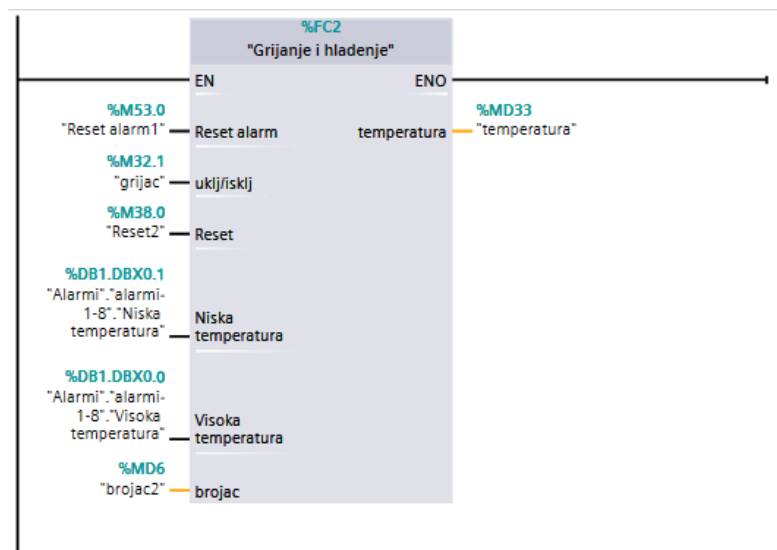 %FC2
"Grijanje i hladenje"
EN
ENO
%M53.0
"Reset alarm1"
Reset alarm
temperatura
%MD33
"temperatura"
%M32.1
"grijac"
uklj/isklj
%M38.0
"Reset2"
Reset
%DB1.DBX0.1
"Alarmi"."alarmi-
1-8"."Niska
temperatura"
Niska
temperatura
%DB1.DBX0.0
"Alarmi"."alarmi-
1-8"."Visoka
temperatura"
Visoka
temperatura
%MD6
"brojac2"
brojac